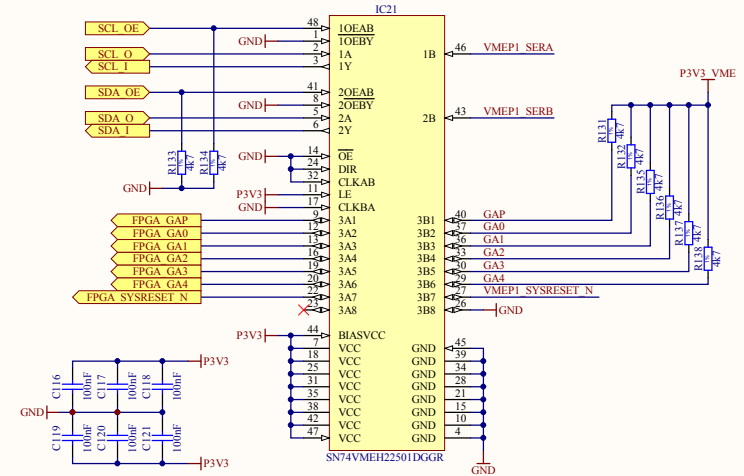 IC21
SCL_OE 48 1OEAB
GND 1 1OEBY
SCL_O 2 1A 1B 46 VMEP1_SERA
SCL_I 3 1Y
P3V3_VME
SDA_OE 41 2OEAB
GND 8 2OEBY
SDA_O 5 2A 2B 43 VMEP1_SERB
SDA_I 6 2Y
R131 1% 4k7
R132 1% 4k7
R133 1% 4k7
R134 1% 4k7
R135 1% 4k7
R136 1% 4k7
R137 1% 4k7
R138 1% 4k7
GND 14 OE
24 DIR
32 CLKAB
GND
P3V3 11 LE
GND 17 CLKBA
FPGA_GAP 9 3A1 3B1 40 GAP
FPGA_GA0 12 3A2 3B2 37 GA0
FPGA_GA1 13 3A3 3B3 36 GA1
FPGA_GA2 16 3A4 3B4 33 GA2
FPGA_GA3 19 3A5 3B5 30 GA3
FPGA_GA4 20 3A6 3B6 29 GA4
FPGA_SYSRESET_N 22 3A7 3B7 27 VMEP1_SYSRESET_N
23 3A8 3B8 26 GND
P3V3 44 BIASVCC
7 VCC GND 45
18 VCC GND 39
25 VCC GND 34
31 VCC GND 28
35 VCC GND 21
38 VCC GND 15
42 VCC GND 10
47 VCC GND 4
SN74VMEH22501DGGR
GND
P3V3
C116 100nF
C117 100nF
C118 100nF
GND
C119 100nF
C120 100nF
C121 100nF
P3V3